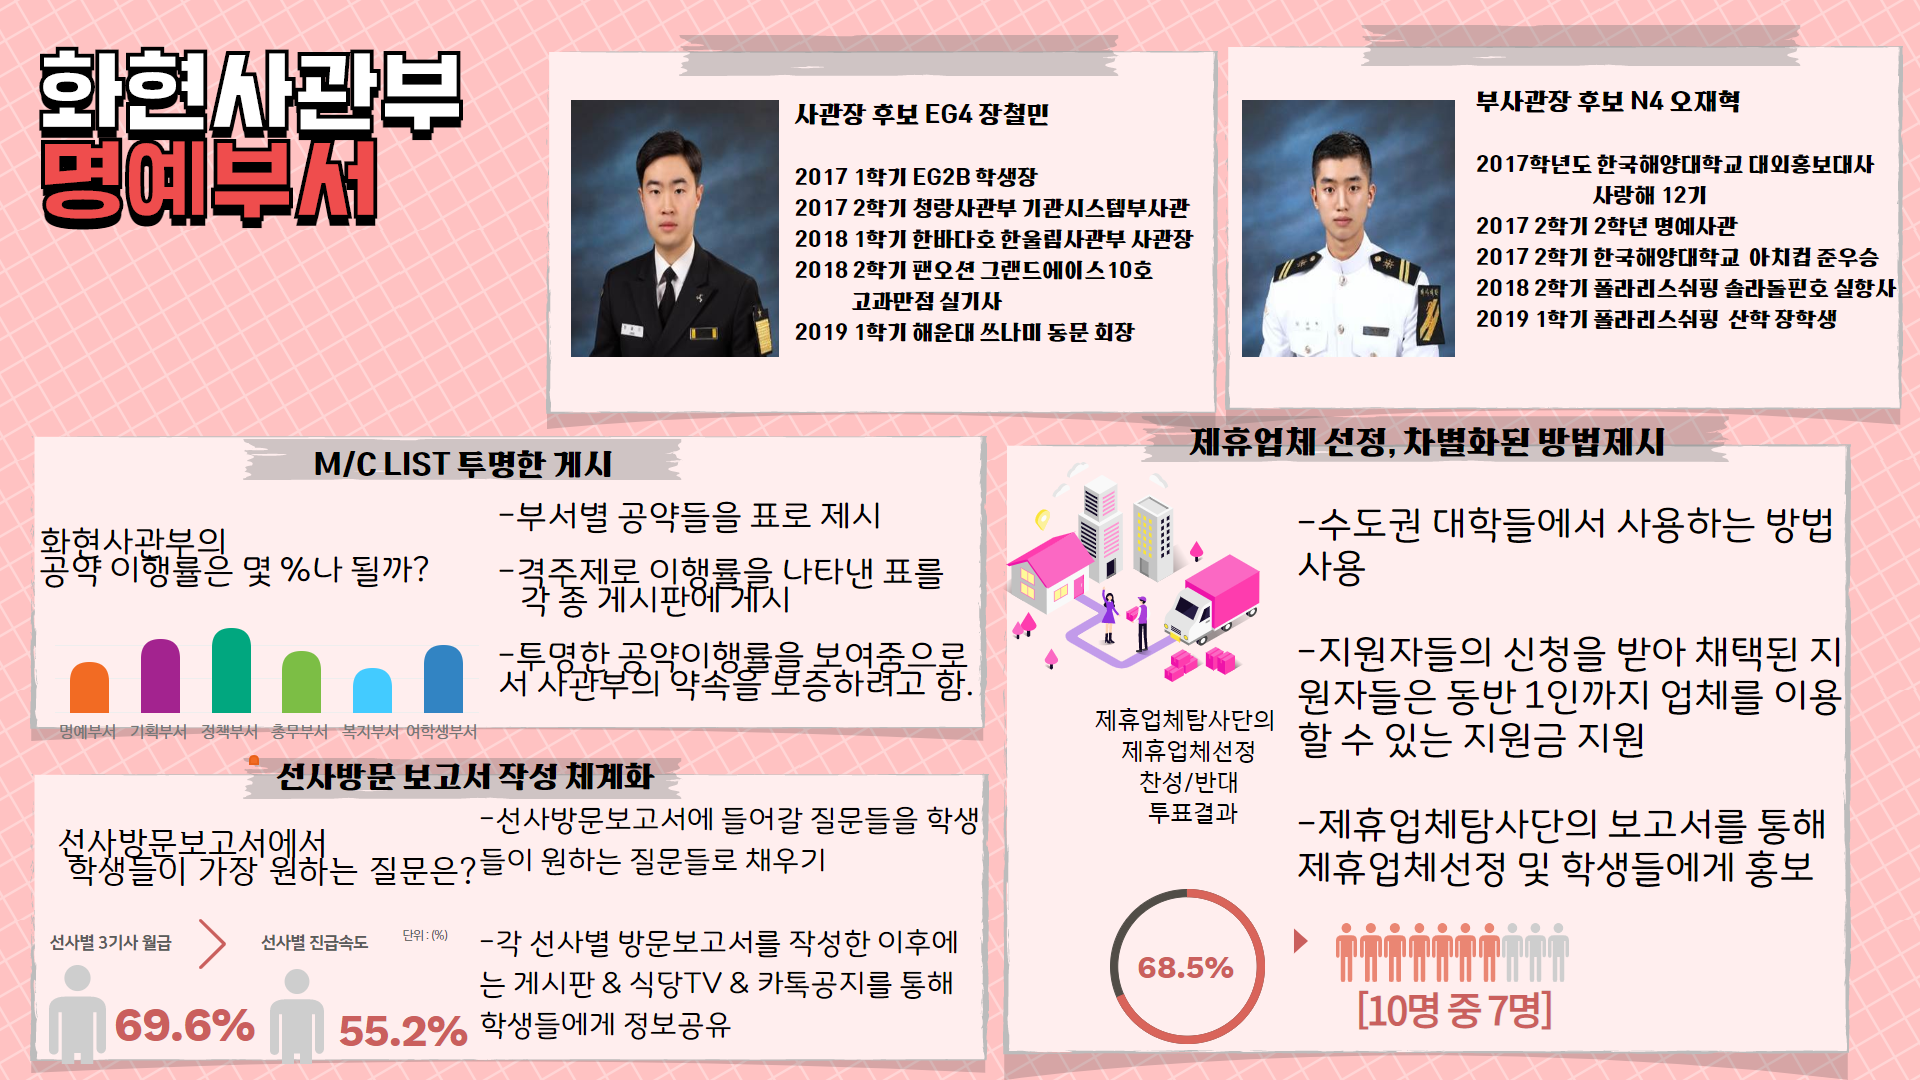 화현사관부
명예부서
사관장 후보 EG4 장철민
2017 1학기 EG2B 학생장
2017 2학기 청랑사관부 기관시스템부사관
2018 1학기 한바다호 한울림사관부 사관장
2018 2학기 팬오션 그랜드에이스10호
고과만점 실기사
2019 1학기 해운대 쓰나미 동문 회장
부사관장 후보 N4 오재혁
2017학년도 한국해양대학교 대외홍보대사
사랑해 12기
2017 2학기 2학년 명예사관
2017 2학기 한국해양대학교 아치컵 준우승
2018 2학기 폴라리스쉬핑 솔라돌핀호 실항사
2019 1학기 폴라리스쉬핑 산학 장학생
M/C LIST 투명한 게시
화현사관부의
공약 이행률은 몇 %나 될까?
명예부서 기획부서 정책부서 총무부서 복지부서 여학생부서
-부서별 공약들을 표로 제시
-격주제로 이행률을 나타낸 표를
각 종 게시판에 게시
-투명한 공약이행률을 보여줌으로
서 사관부의 약속을 보증하려고 함.
선사방문 보고서 작성 체계화
선사방문보고서에서
학생들이 가장 원하는 질문은?
선사별 3기사 월급
선사별 진급속도
단위 : (%)
69.6%
55.2%
-선사방문보고서에 들어갈 질문들을 학생
들이 원하는 질문들로 채우기
-각 선사별 방문보고서를 작성한 이후에
는 게시판 & 식당TV & 카톡공지를 통해
학생들에게 정보공유
제휴업체 선정, 차별화된 방법제시
제휴업체탐사단의
제휴업체선정
찬성/반대
투표결과
-수도권 대학들에서 사용하는 방법
사용
-지원자들의 신청을 받아 채택된 지
원자들은 동반 1인까지 업체를 이용
할 수 있는 지원금 지원
-제휴업체탐사단의 보고서를 통해
제휴업체선정 및 학생들에게 홍보
68.5%
[10명 중 7명]